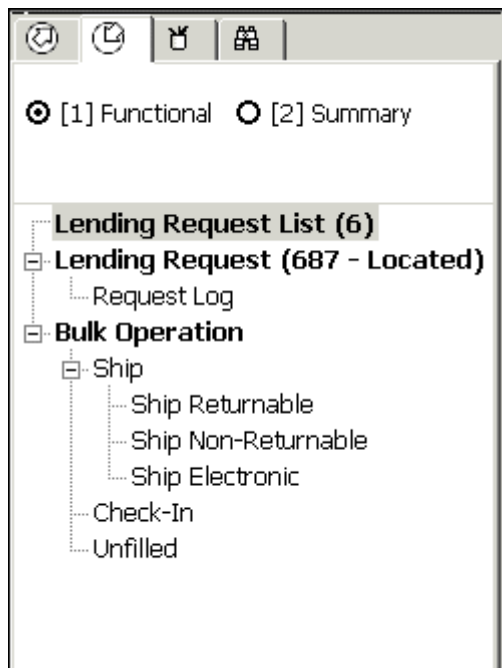 [1] Functional [2] Summary
Lending Request List (6)
Lending Request (687 - Located)
Request Log
Bulk Operation
Ship
Ship Returnable
Ship Non-Returnable
Ship Electronic
Check-In
Unfilled